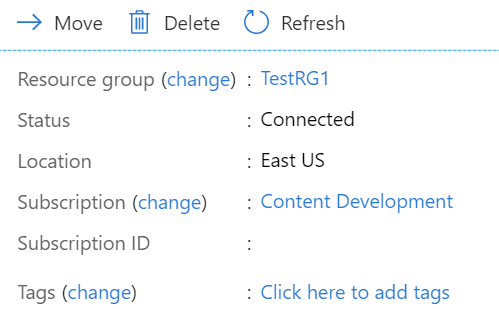 Move Delete Refresh
Resource group (change) : TestRG1
Status : Connected
Location : East US
Subscription (change) : Content Development
Subscription ID :
Tags (change) : Click here to add tags